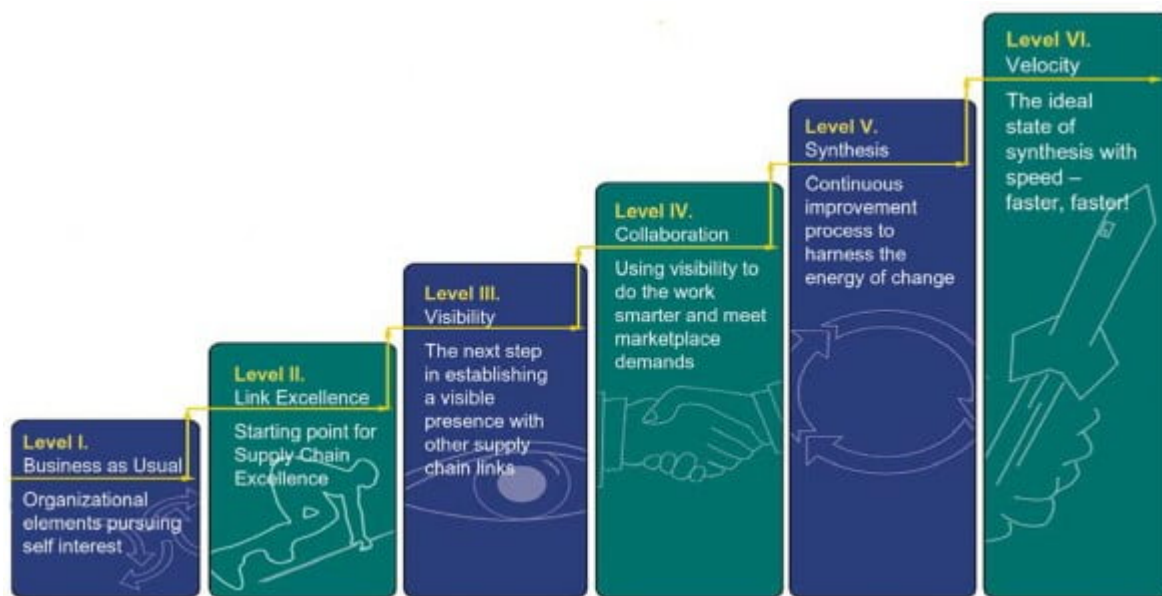 Level I.
Business as Usual
Organizational
elements pursuing
self interest
Level II.
Link Excellence
Starting point for
Supply Chain
Excellence
Level III.
Visibility
The next step
in establishing
a visible
presence with
other supply
chain links
Level IV.
Collaboration
Using visibility to
do the work
smarter and meet
marketplace
demands
Level V.
Synthesis
Continuous
improvement
process to
harness the
energy of change
Level VI.
Velocity
The ideal
state of
synthesis with
speed –
faster, faster!